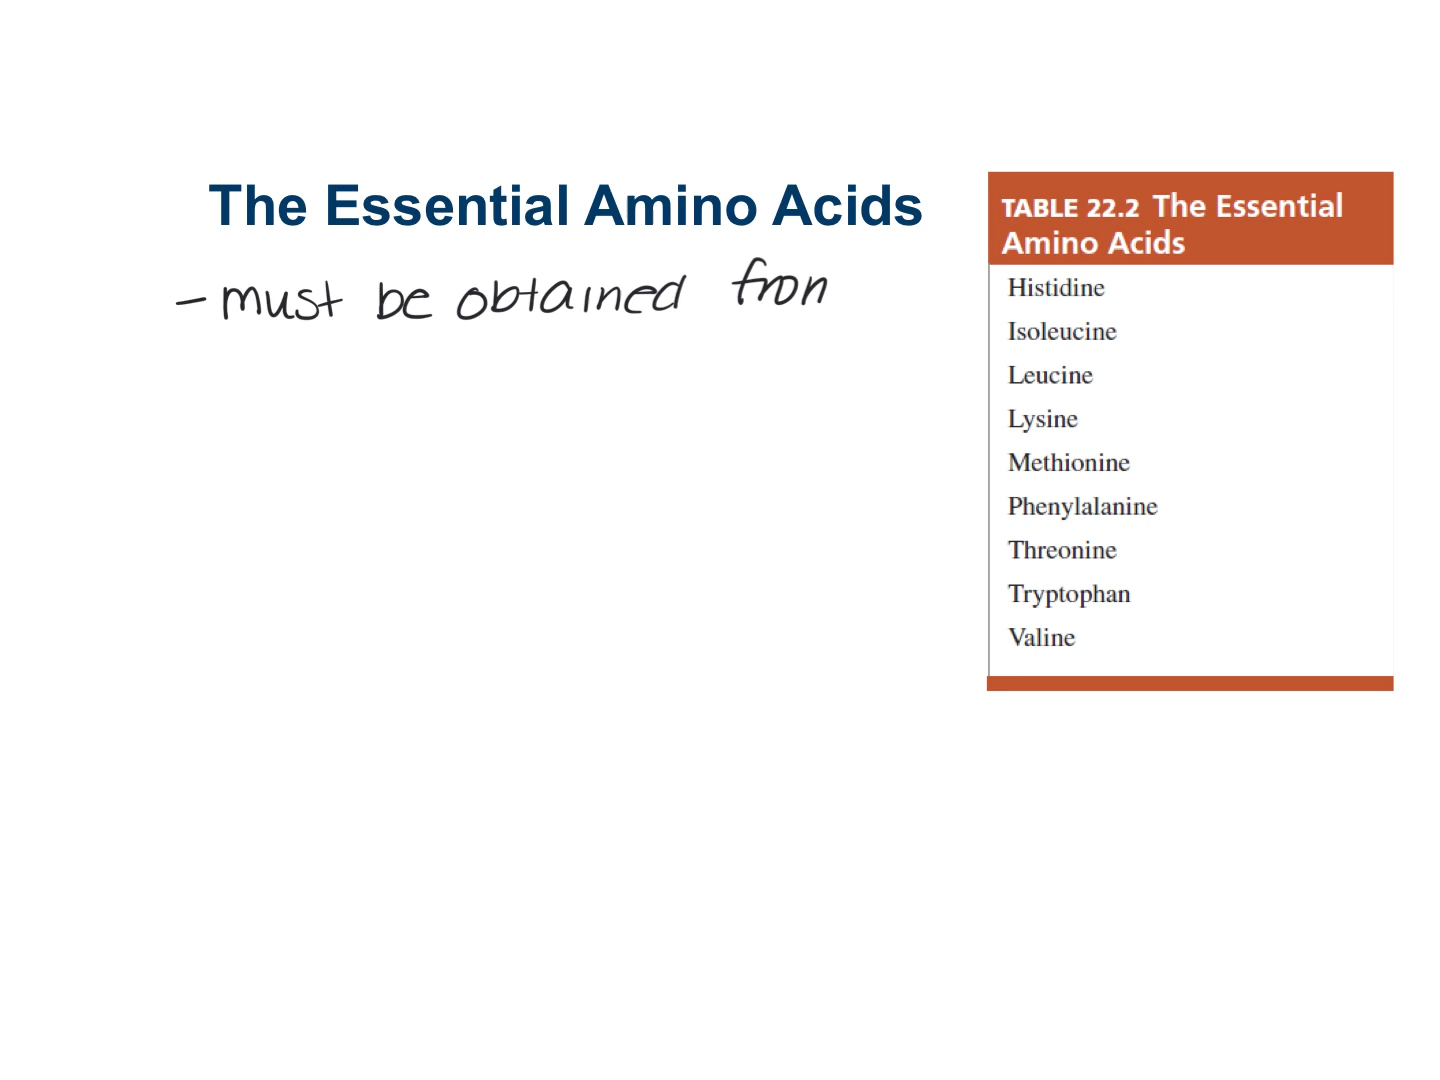 The Essential Amino Acids
- must be obtained fron
TABLE 22.2 The Essential
Amino Acids
Histidine
Isoleucine
Leucine
Lysine
Methionine
Phenylalanine
Threonine
Tryptophan
Valine